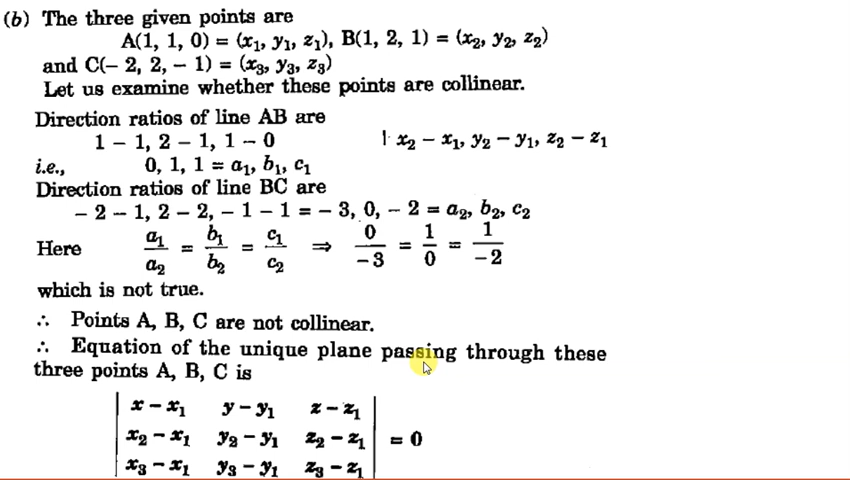 (b) The three given points are
A(1, 1, 0) = (x₁, y₁, z₁), B(1, 2, 1) = (x₂, y₂, z₂)
and C(– 2, 2, – 1) = (x₃, y₃, z₃)
Let us examine whether these points are collinear.
Direction ratios of line AB are
1 – 1, 2 – 1, 1 – 0 | x₂ – x₁, y₂ – y₁, z₂ – z₁
i.e., 0, 1, 1 = a₁, b₁, c₁
Direction ratios of line BC are
– 2 – 1, 2 – 2, – 1 – 1 = – 3, 0, – 2 = a₂, b₂, c₂
Here a₁/a₂ = b₁/b₂ = c₁/c₂ ⇒ 0/–3 = 1/0 = 1/–2
which is not true.
∴ Points A, B, C are not collinear.
∴ Equation of the unique plane passing through these
three points A, B, C is
| x – x₁ y – y₁ z – z₁ |
| x₂ – x₁ y₂ – y₁ z₂ – z₁ | = 0
| x₃ – x₁ y₃ – y₁ z₃ – z₁ |